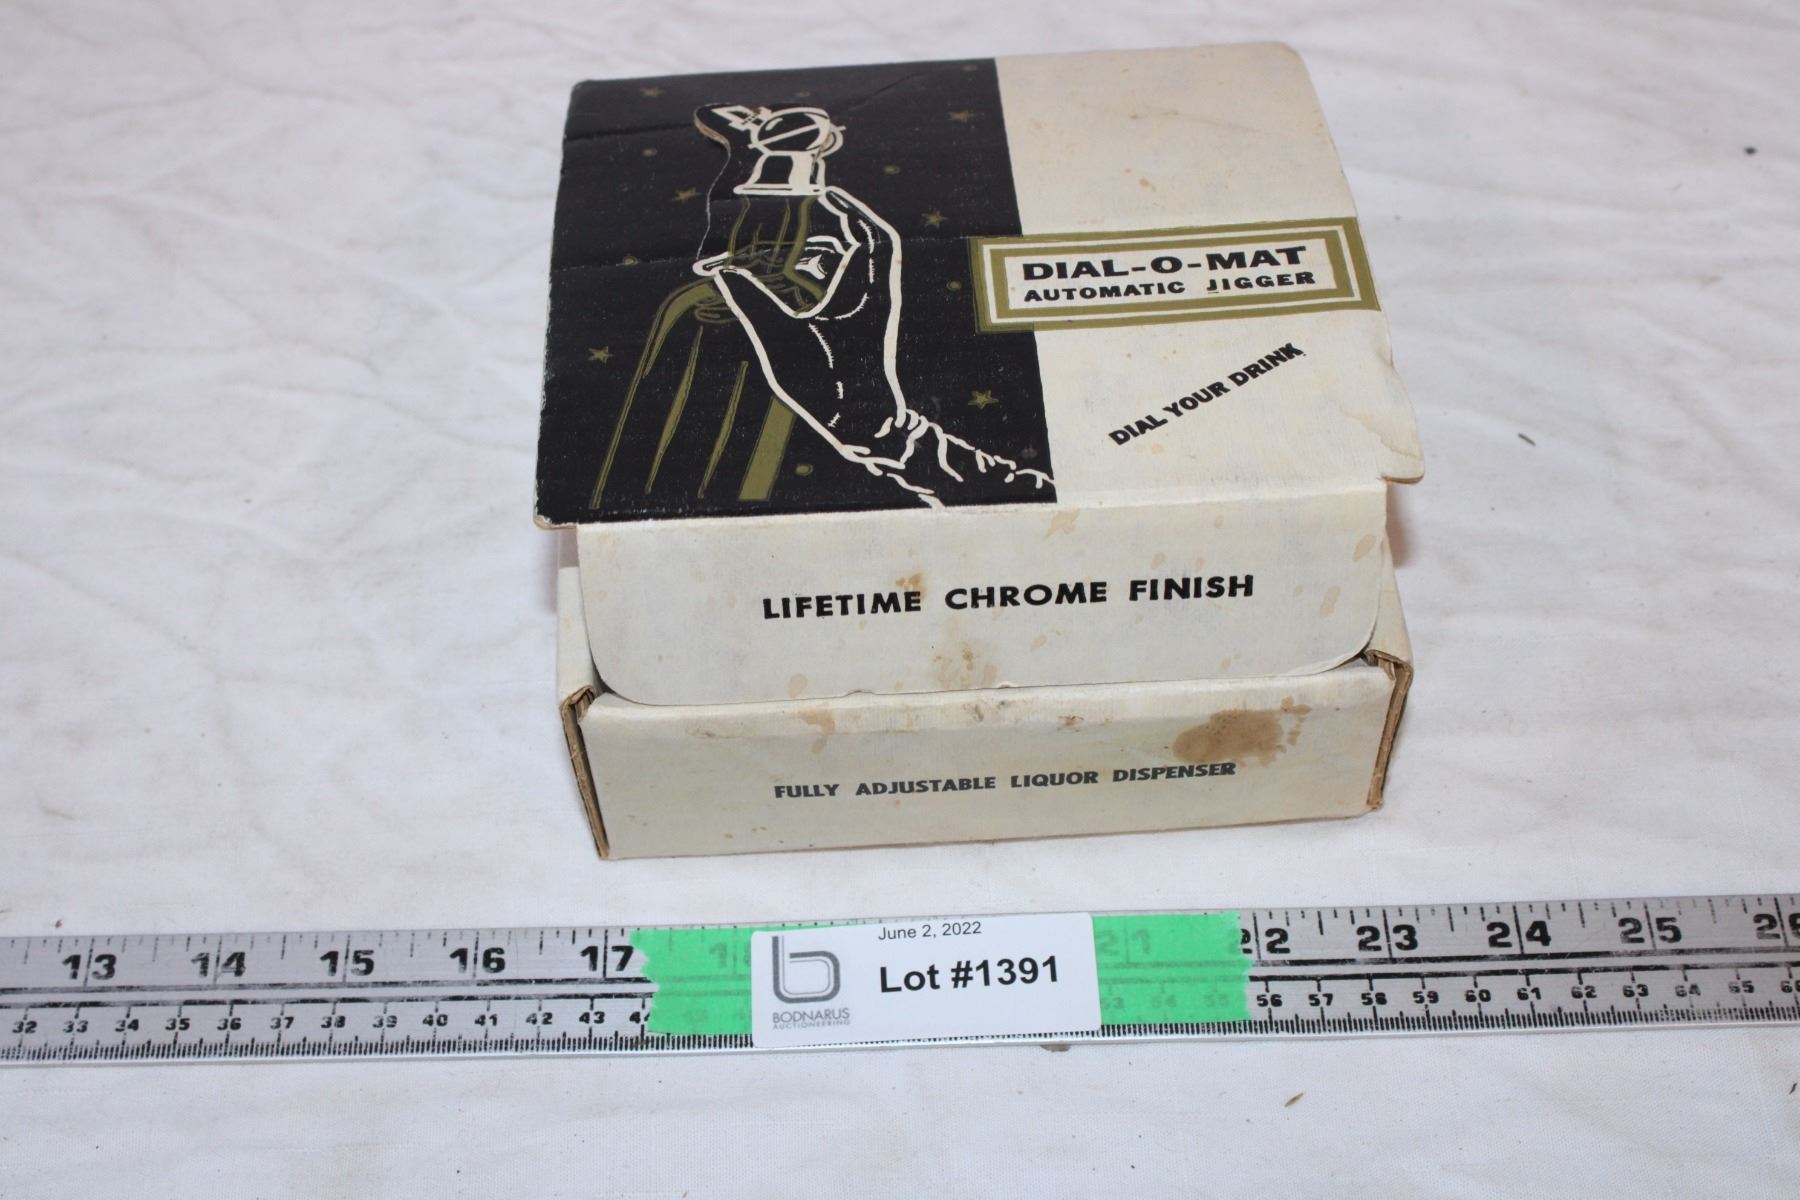 DIAL-O-MAT
AUTOMATIC JIGGER
DIAL YOUR DRINK
LIFETIME CHROME FINISH
FULLY ADJUSTABLE LIQUOR DISPENSER
June 2, 2022
Lot #1391
BODNARUS
AUCTIONEERING
13 14 15 16 17 21 22 23 24 25 26
32 33 34 35 36 37 38 39 40 41 42 43 53 54 55 56 57 58 59 60 61 62 63 64 65 66